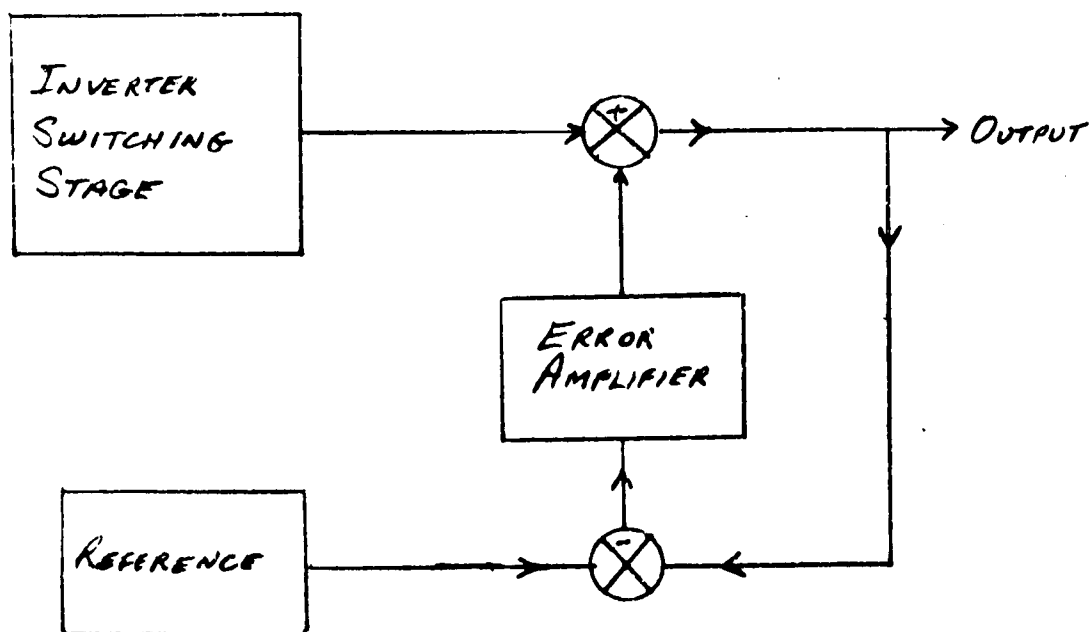 INVERTER
SWITCHING
STAGE
+
OUTPUT
ERROR
AMPLIFIER
-
REFERENCE